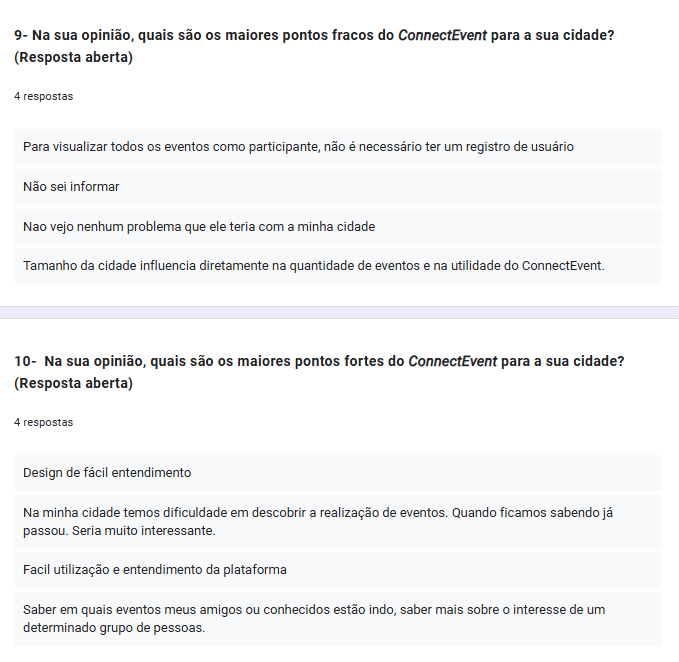 9- Na sua opinião, quais são os maiores pontos fracos do ConnectEvent para a sua cidade?
(Resposta aberta)
4 respostas
Para visualizar todos os eventos como participante, não é necessário ter um registro de usuário
Não sei informar
Nao vejo nenhum problema que ele teria com a minha cidade
Tamanho da cidade influencia diretamente na quantidade de eventos e na utilidade do ConnectEvent.
10- Na sua opinião, quais são os maiores pontos fortes do ConnectEvent para a sua cidade?
(Resposta aberta)
4 respostas
Design de fácil entendimento
Na minha cidade temos dificuldade em descobrir a realização de eventos. Quando ficamos sabendo já
passou. Seria muito interessante.
Facil utilização e entendimento da plataforma
Saber em quais eventos meus amigos ou conhecidos estão indo, saber mais sobre o interesse de um
determinado grupo de pessoas.